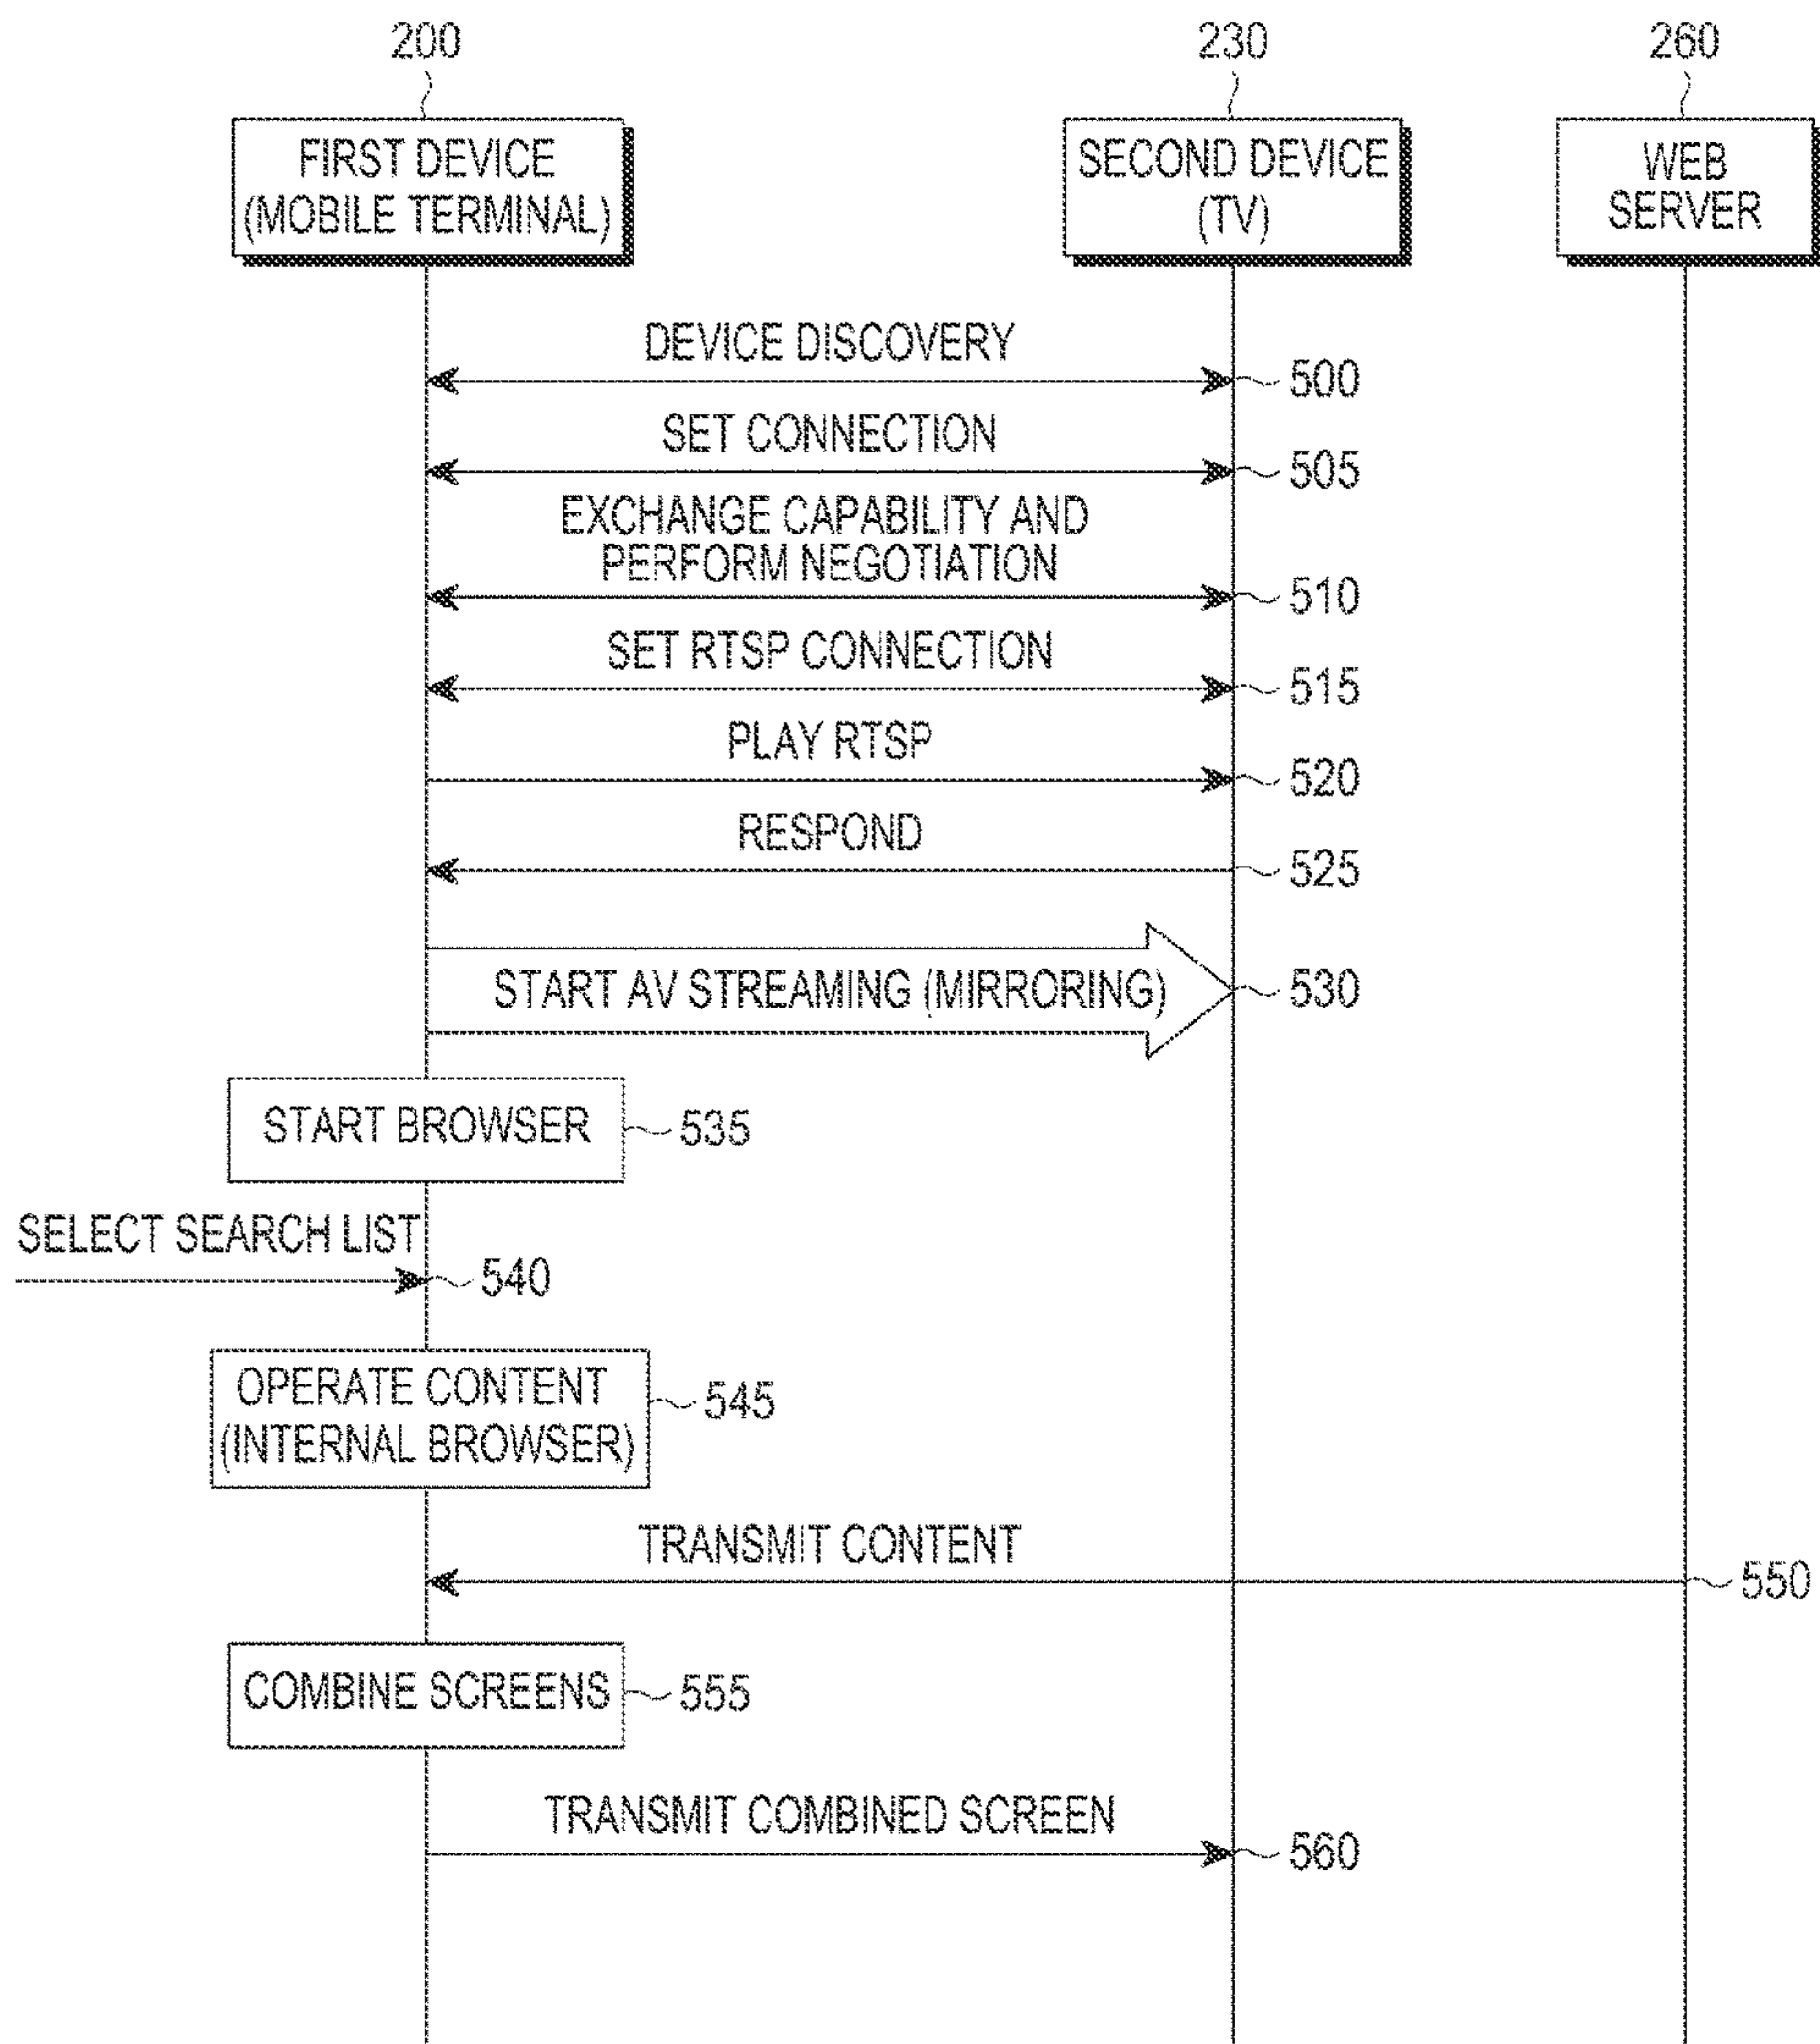 200
230
260
FIRST DEVICE
(MOBILE TERMINAL)
SECOND DEVICE
(TV)
WEB
SERVER
DEVICE DISCOVERY
500
SET CONNECTION
505
EXCHANGE CAPABILITY AND
PERFORM NEGOTIATION
510
SET RTSP CONNECTION
515
PLAY RTSP
520
RESPOND
525
START AV STREAMING (MIRRORING)
530
START BROWSER
535
SELECT SEARCH LIST
540
OPERATE CONTENT
(INTERNAL BROWSER)
545
TRANSMIT CONTENT
550
COMBINE SCREENS
555
TRANSMIT COMBINED SCREEN
560